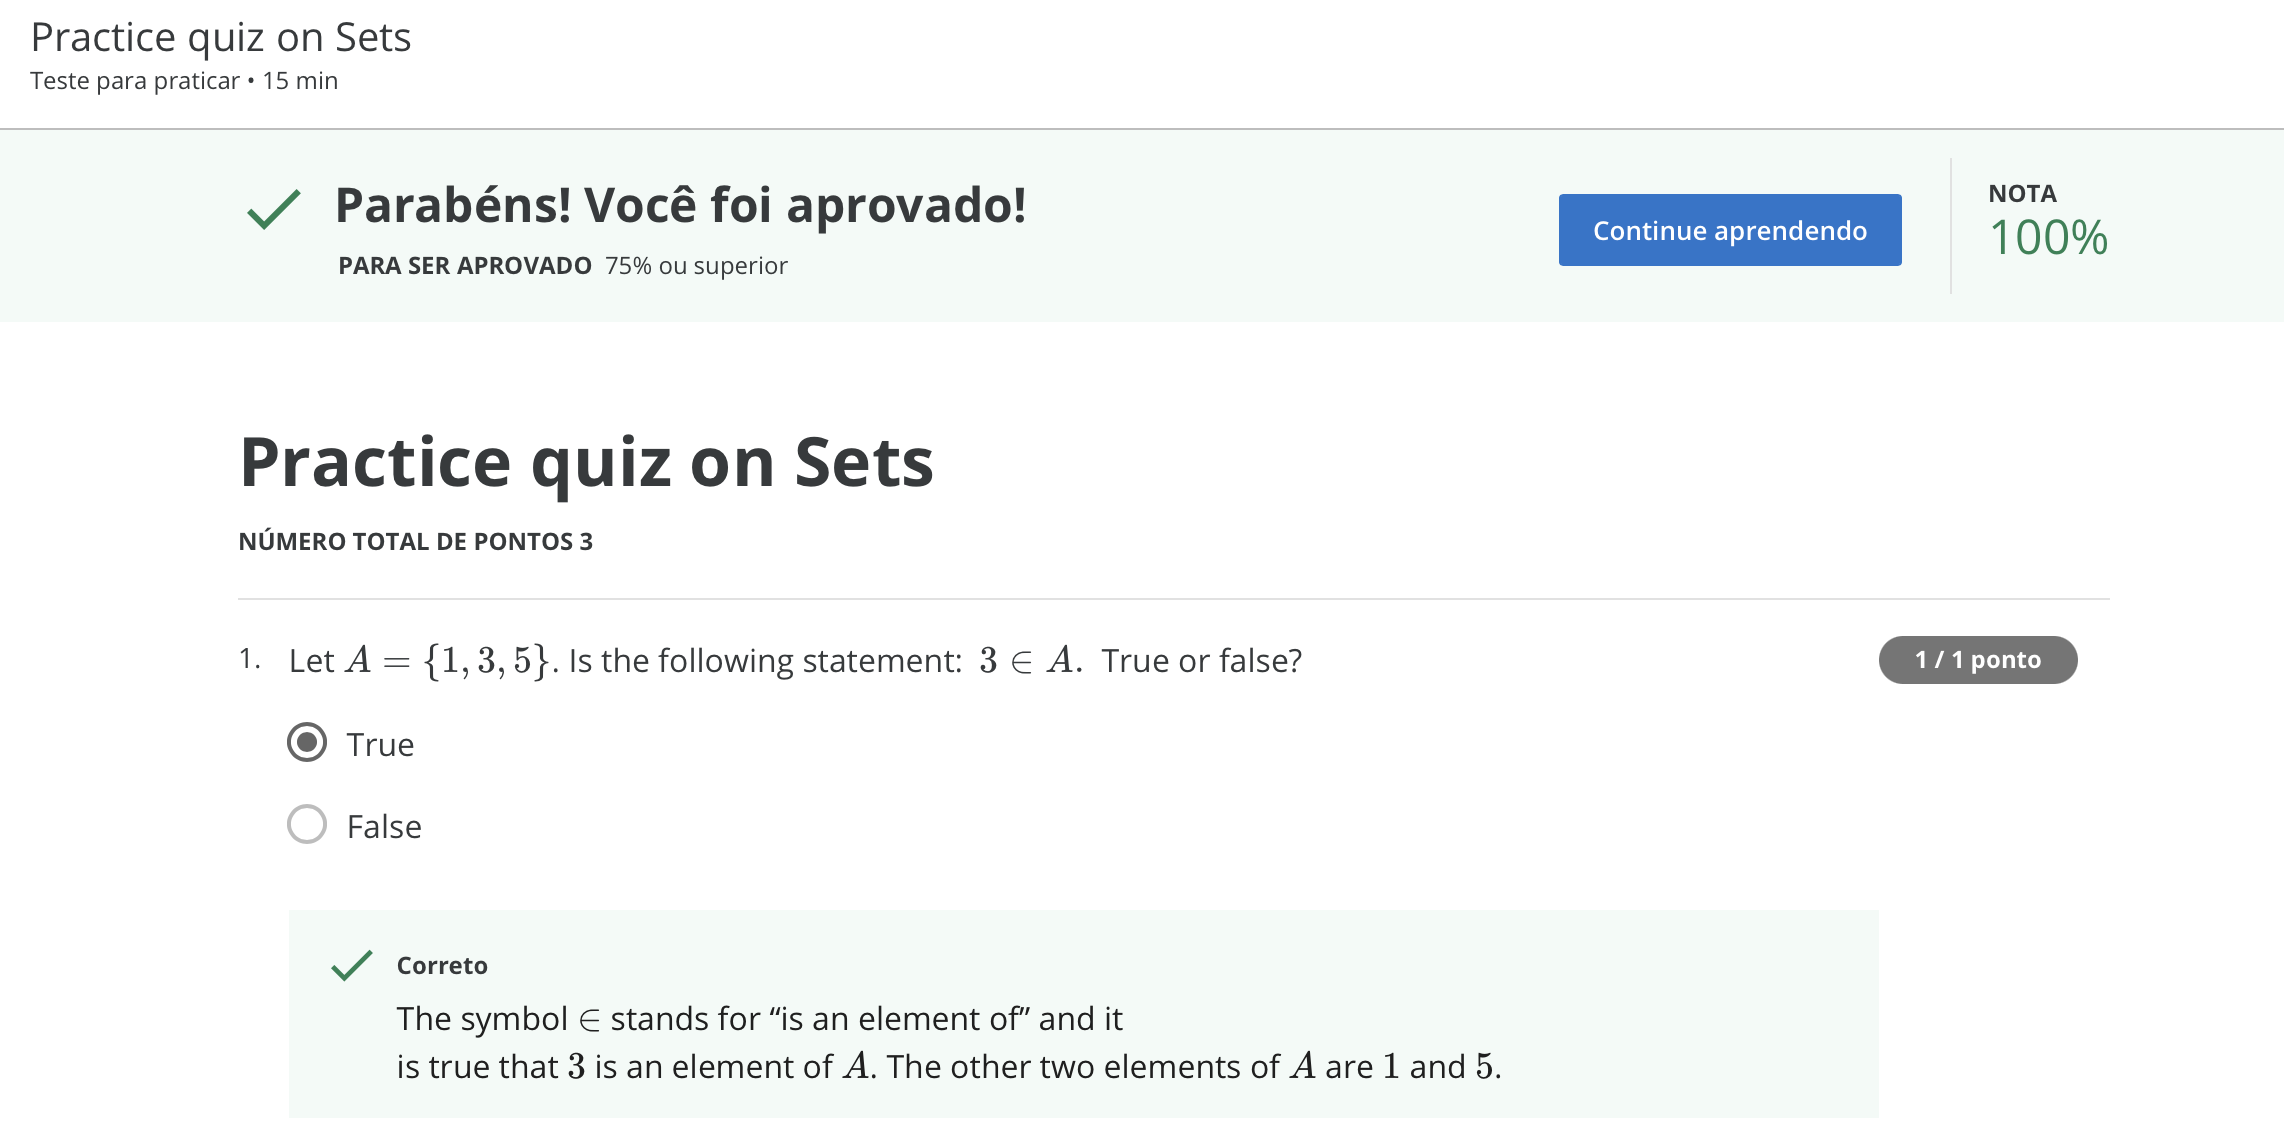 Practice quiz on Sets
Teste para praticar • 15 min
Parabéns! Você foi aprovado!
PARA SER APROVADO 75% ou superior
Continue aprendendo
NOTA
100%
Practice quiz on Sets
NÚMERO TOTAL DE PONTOS 3
1. Let A = {1, 3, 5}. Is the following statement: 3 ∈ A. True or false?
1 / 1 ponto
True
False
Correto
The symbol ∈ stands for “is an element of” and it
is true that 3 is an element of A. The other two elements of A are 1 and 5.